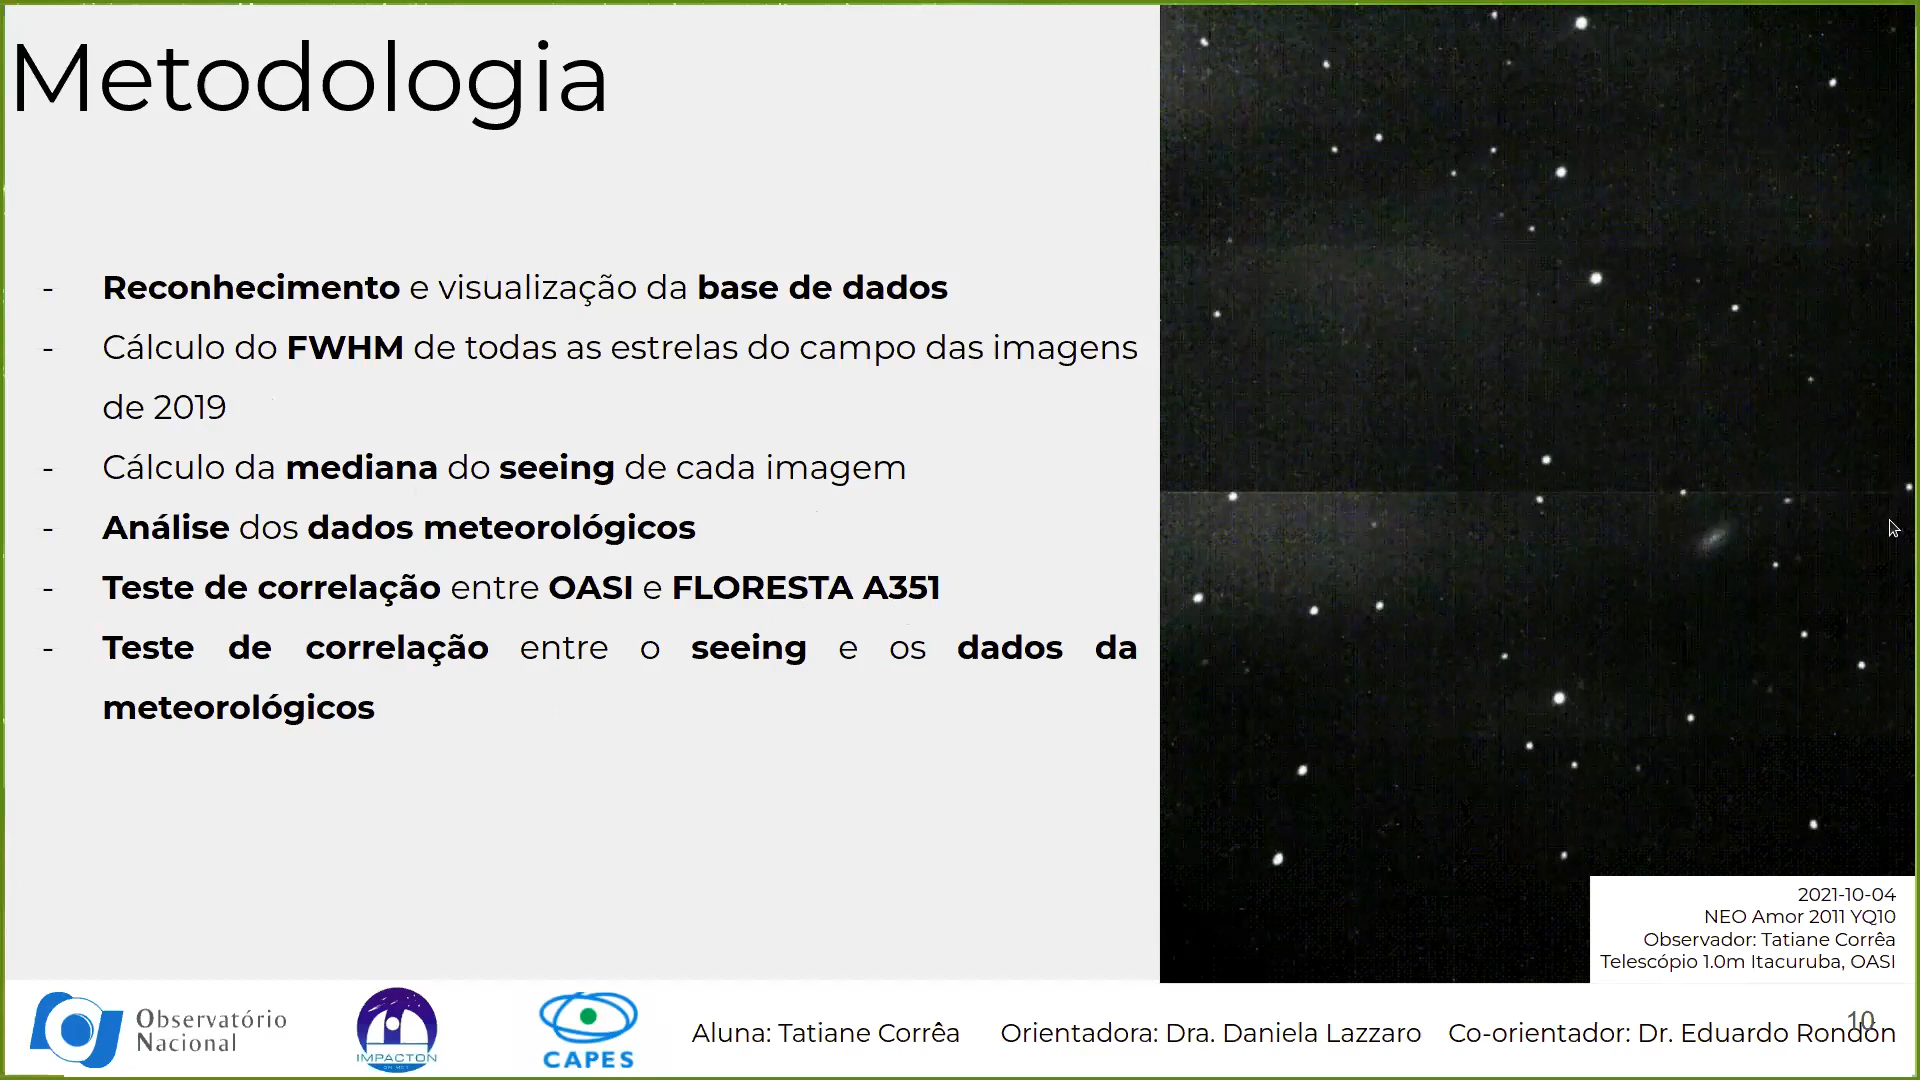 Metodologia
- Reconhecimento e visualização da base de dados
- Cálculo do FWHM de todas as estrelas do campo das imagens
de 2019
- Cálculo da mediana do seeing de cada imagem
- Análise dos dados meteorológicos
- Teste de correlação entre OASI e FLORESTA A351
- Teste de correlação entre o seeing e os dados da
meteorológicos
2021-10-04
NEO Amor 2011 YQ10
Observador: Tatiane Corrêa
Telescópio 1.0m Itacuruba, OASI
Observatório
Nacional
IMPACTON
CAPES
Aluna: Tatiane Corrêa Orientadora: Dra. Daniela Lazzaro Co-orientador: Dr. Eduardo Rondón
10